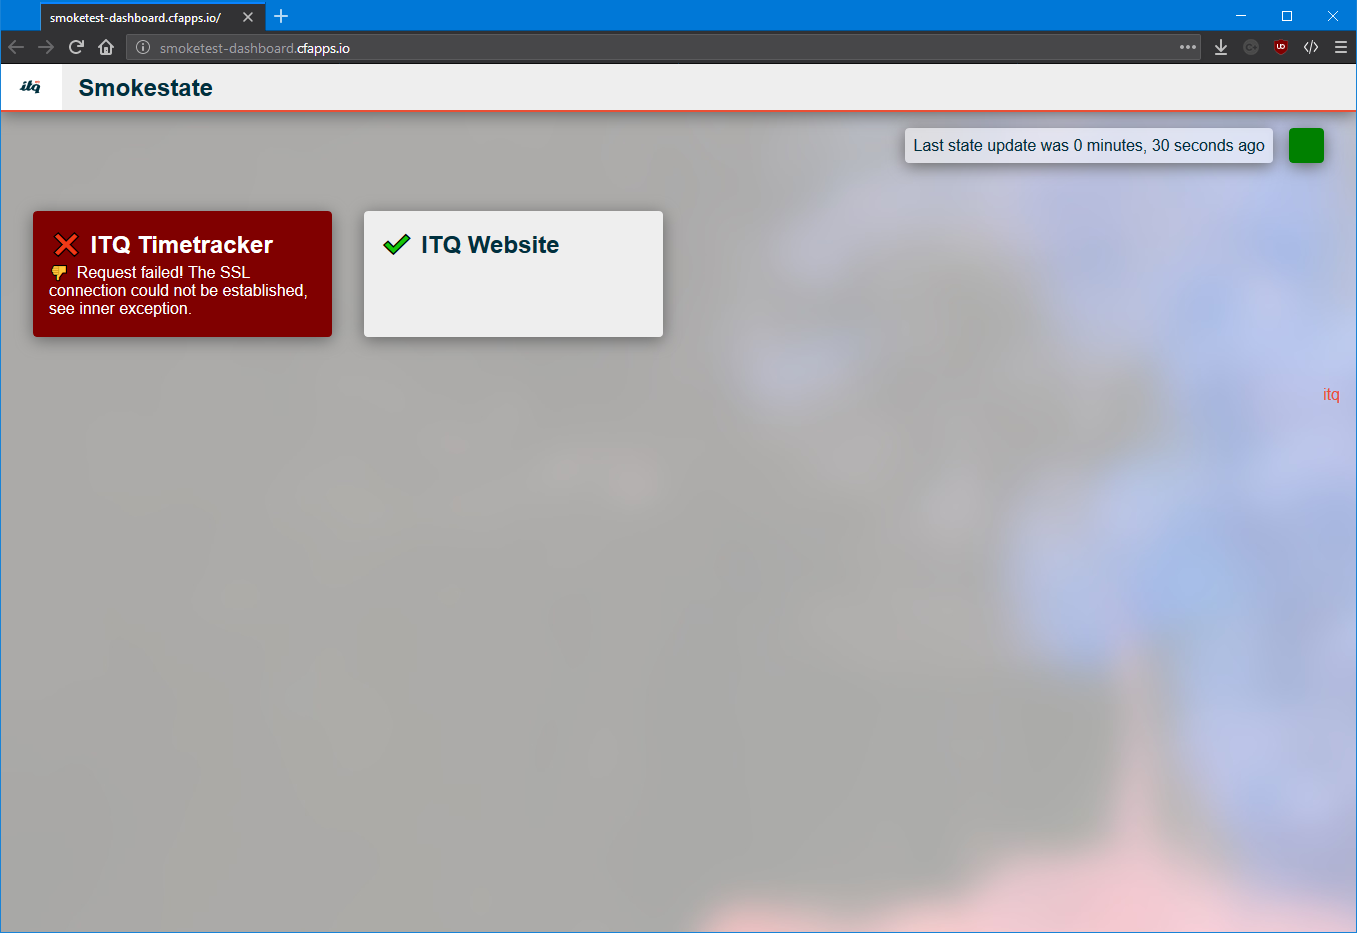 smoketest-dashboard.cfapps.io/
smoketest-dashboard.cfapps.io
itq
Smokestate
Last state update was 0 minutes, 30 seconds ago
ITQ Timetracker
Request failed! The SSL
connection could not be established,
see inner exception.
ITQ Website
itq